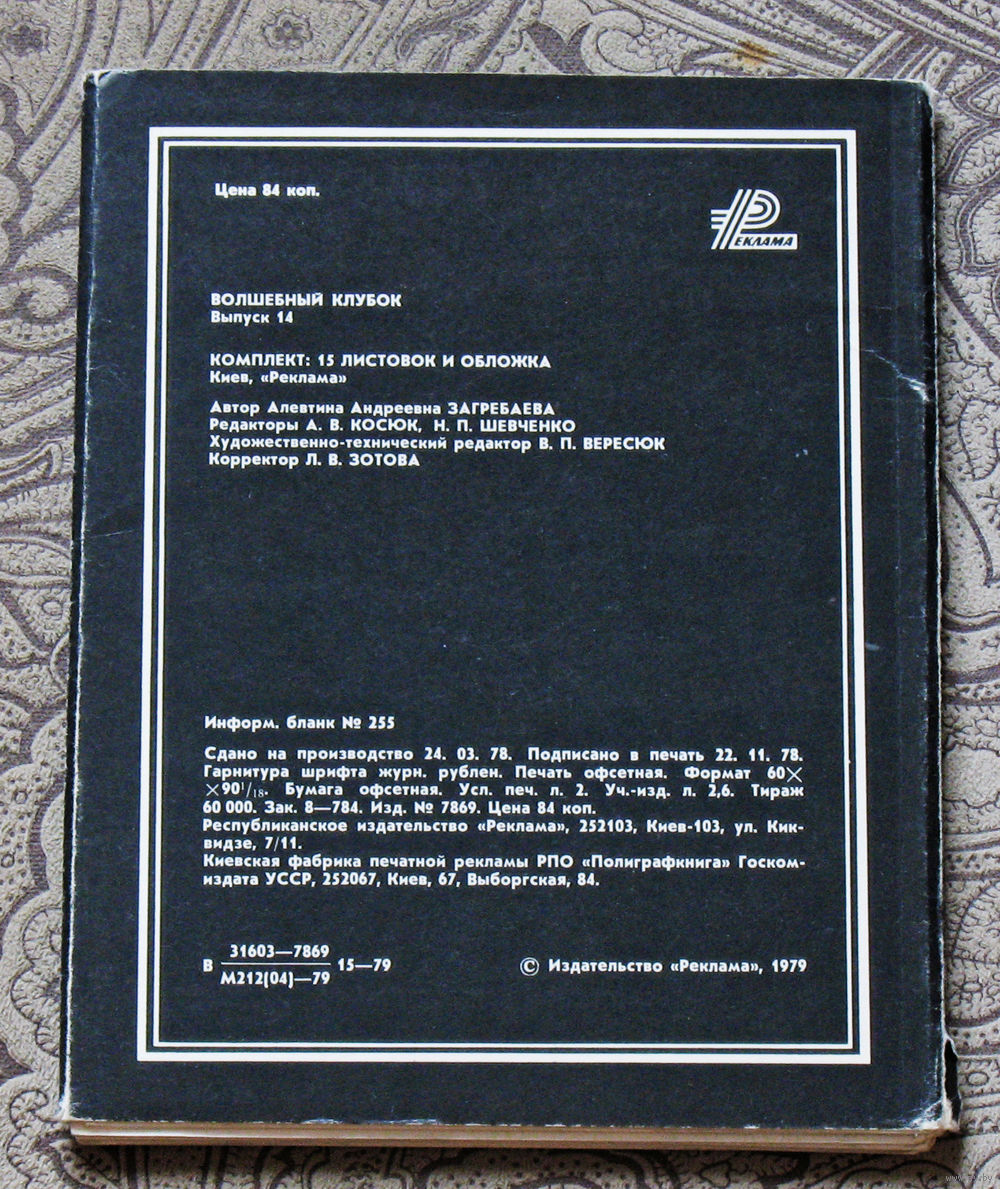 Цена 84 коп.
РЕКЛАМА
ВОЛШЕБНЫЙ КЛУБОК
Выпуск 14
КОМПЛЕКТ: 15 ЛИСТОВОК И ОБЛОЖКА
Киев, «Реклама»
Автор Алевтина Андреевна ЗАГРЕБАЕВА
Редакторы А. В. КОСЮК, Н. П. ШЕВЧЕНКО
Художественно-технический редактор В. П. ВЕРЕСЮК
Корректор Л. В. ЗОТОВА
Информ. бланк № 255
Сдано на производство 24. 03. 78. Подписано в печать 22. 11. 78.
Гарнитура шрифта журн. рублен. Печать офсетная. Формат 60×
×90¹/₁₈. Бумага офсетная. Усл. печ. л. 2. Уч.-изд. л. 2,6. Тираж
60 000. Зак. 8—784. Изд. № 7869. Цена 84 коп.
Республиканское издательство «Реклама», 252103, Киев-103, ул. Кик-
видзе, 7/11.
Киевская фабрика печатной рекламы РПО «Полиграфкнига» Госком-
издата УССР, 252067, Киев, 67, Выборгская, 84.
В 31603—7869 15—79
М212(04)—79
© Издательство «Реклама», 1979